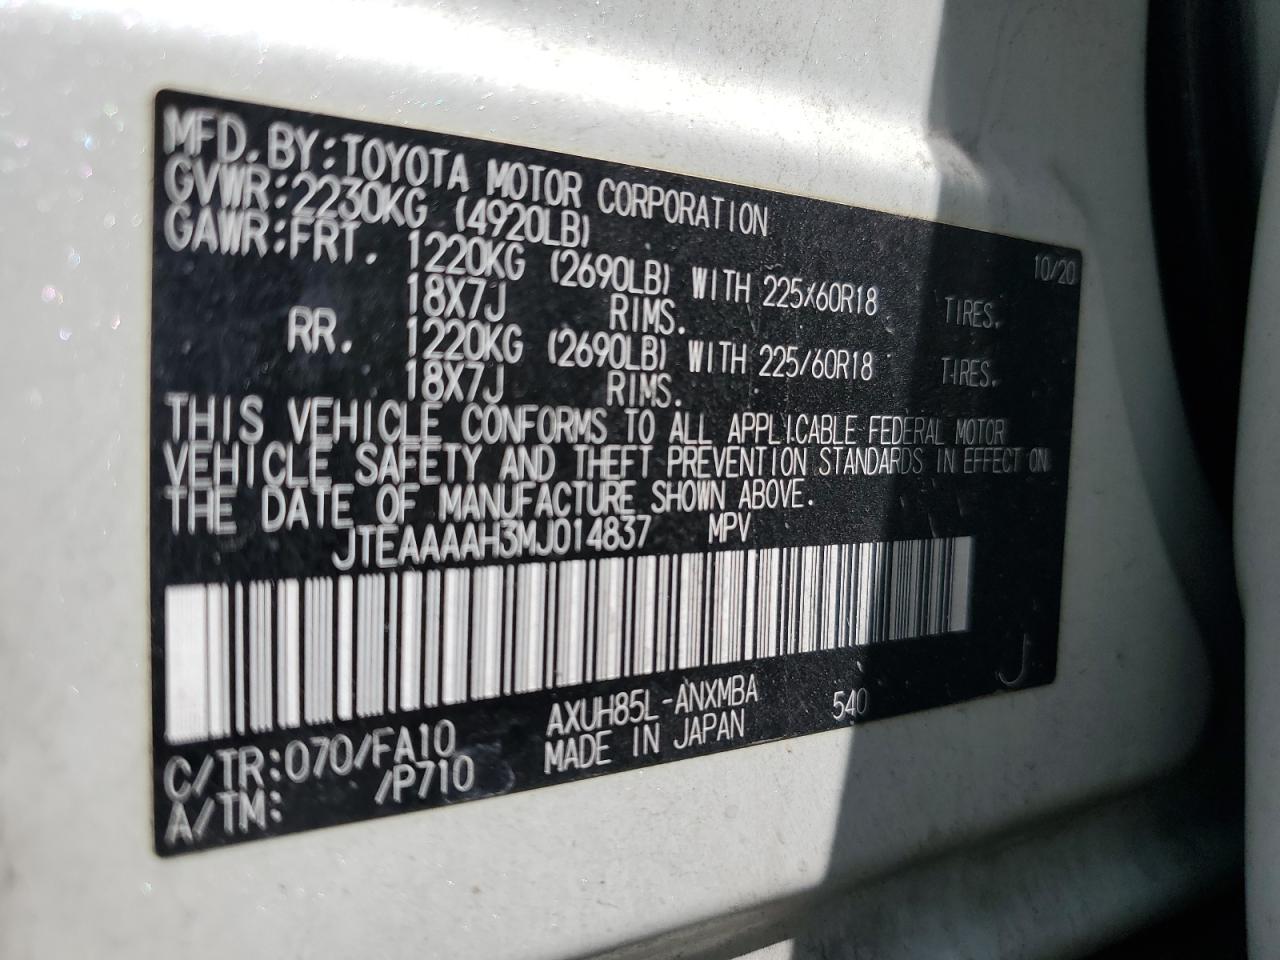 MFD. BY: TOYOTA MOTOR CORPORATION 10/20
GVWR: 2230KG (4920LB)
GAWR: FRT. 1220KG (2690LB) WITH 225/60R18 TIRES.
18X7J RIMS.
RR. 1220KG (2690LB) WITH 225/60R18 TIRES.
18X7J RIMS.
THIS VEHICLE CONFORMS TO ALL APPLICABLE FEDERAL MOTOR
VEHICLE SAFETY AND THEFT PREVENTION STANDARDS IN EFFECT ON
THE DATE OF MANUFACTURE SHOWN ABOVE.
JTEAAAAH3MJ014837 MPV
C/TR: 070/FA10 AXUH85L-ANXMBA 540 J
A/TM: /P710 MADE IN JAPAN